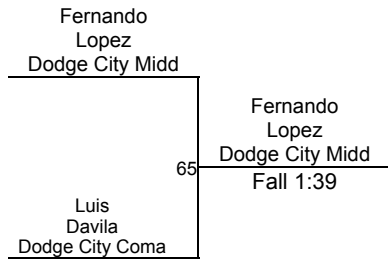 Fernando
Lopez
Dodge City Midd
Fernando
Lopez
Dodge City Midd
65
Fall 1:39
Luis
Davila
Dodge City Coma